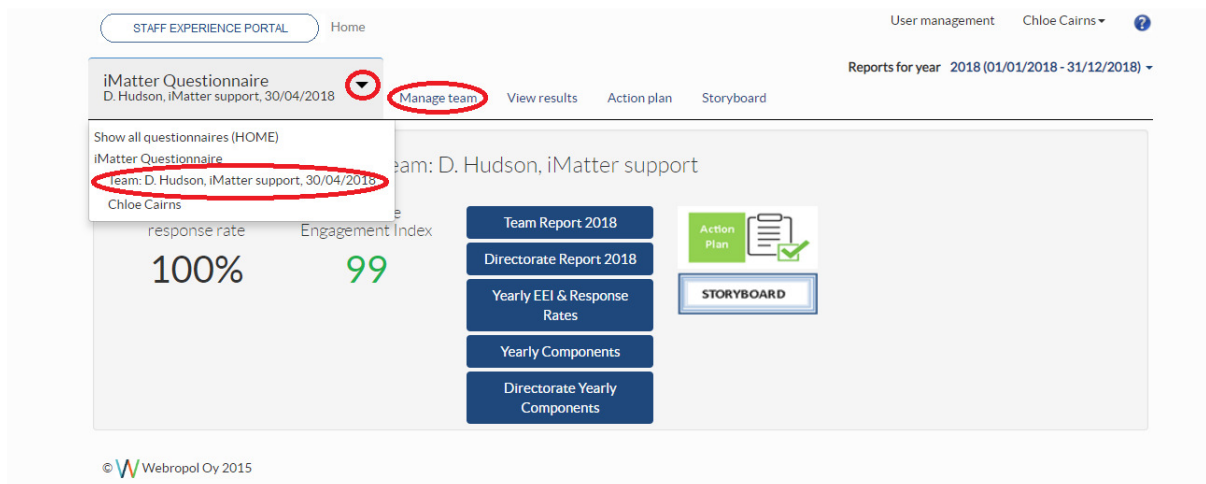 STAFF EXPERIENCE PORTAL Home User management Chloe Cairns
iMatter Questionnaire
D. Hudson, iMatter support, 30/04/2018
Manage team View results Action plan Storyboard
Reports for year 2018 (01/01/2018 - 31/12/2018)
Show all questionnaires (HOME)
iMatter Questionnaire
Team: D. Hudson, iMatter support, 30/04/2018
Chloe Cairns
eam: D. Hudson, iMatter support
response rate
100%
Engagement Index
99
Team Report 2018
Directorate Report 2018
Yearly EEI & Response
Rates
Yearly Components
Directorate Yearly
Components
Action
Plan
STORYBOARD
© Webropol Oy 2015